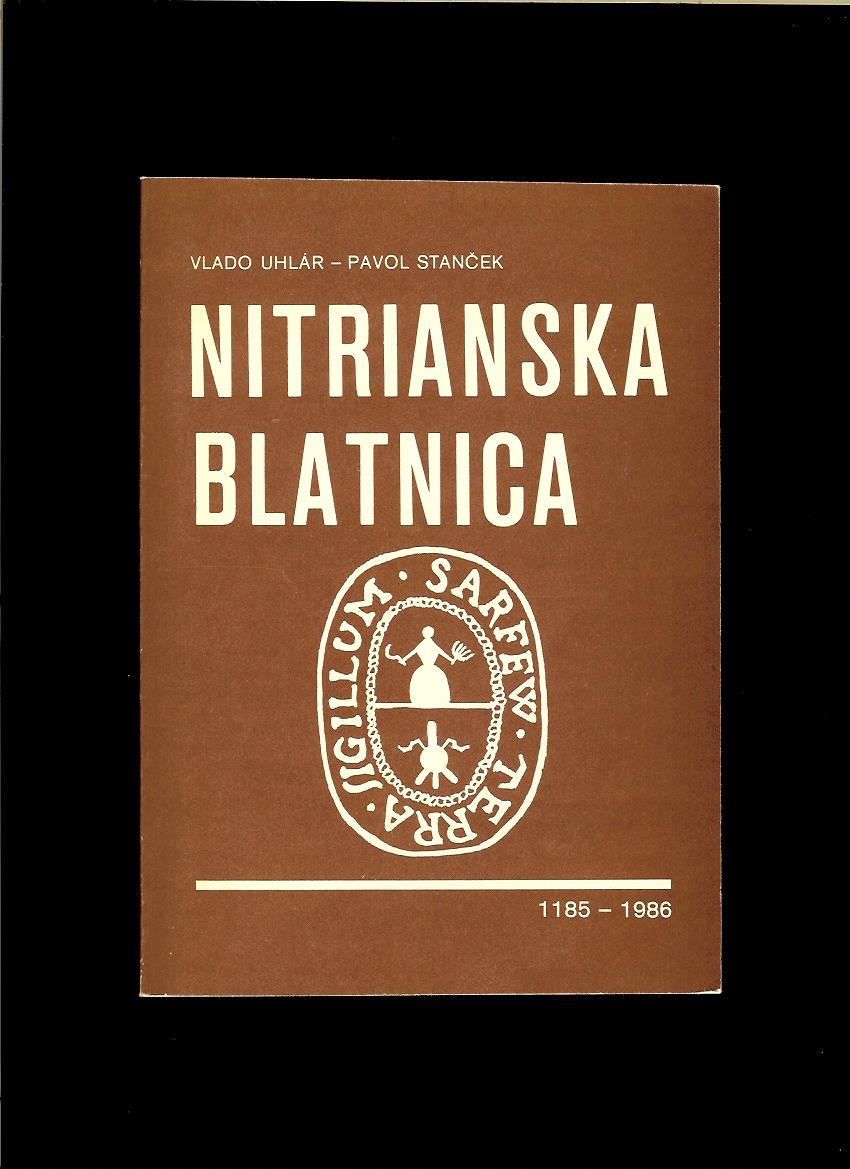 VLADO UHLÁR – PAVOL STANČEK
NITRIANSKA
BLATNICA
SIGILLUM · SARFEW · TERRA ·
1185 – 1986